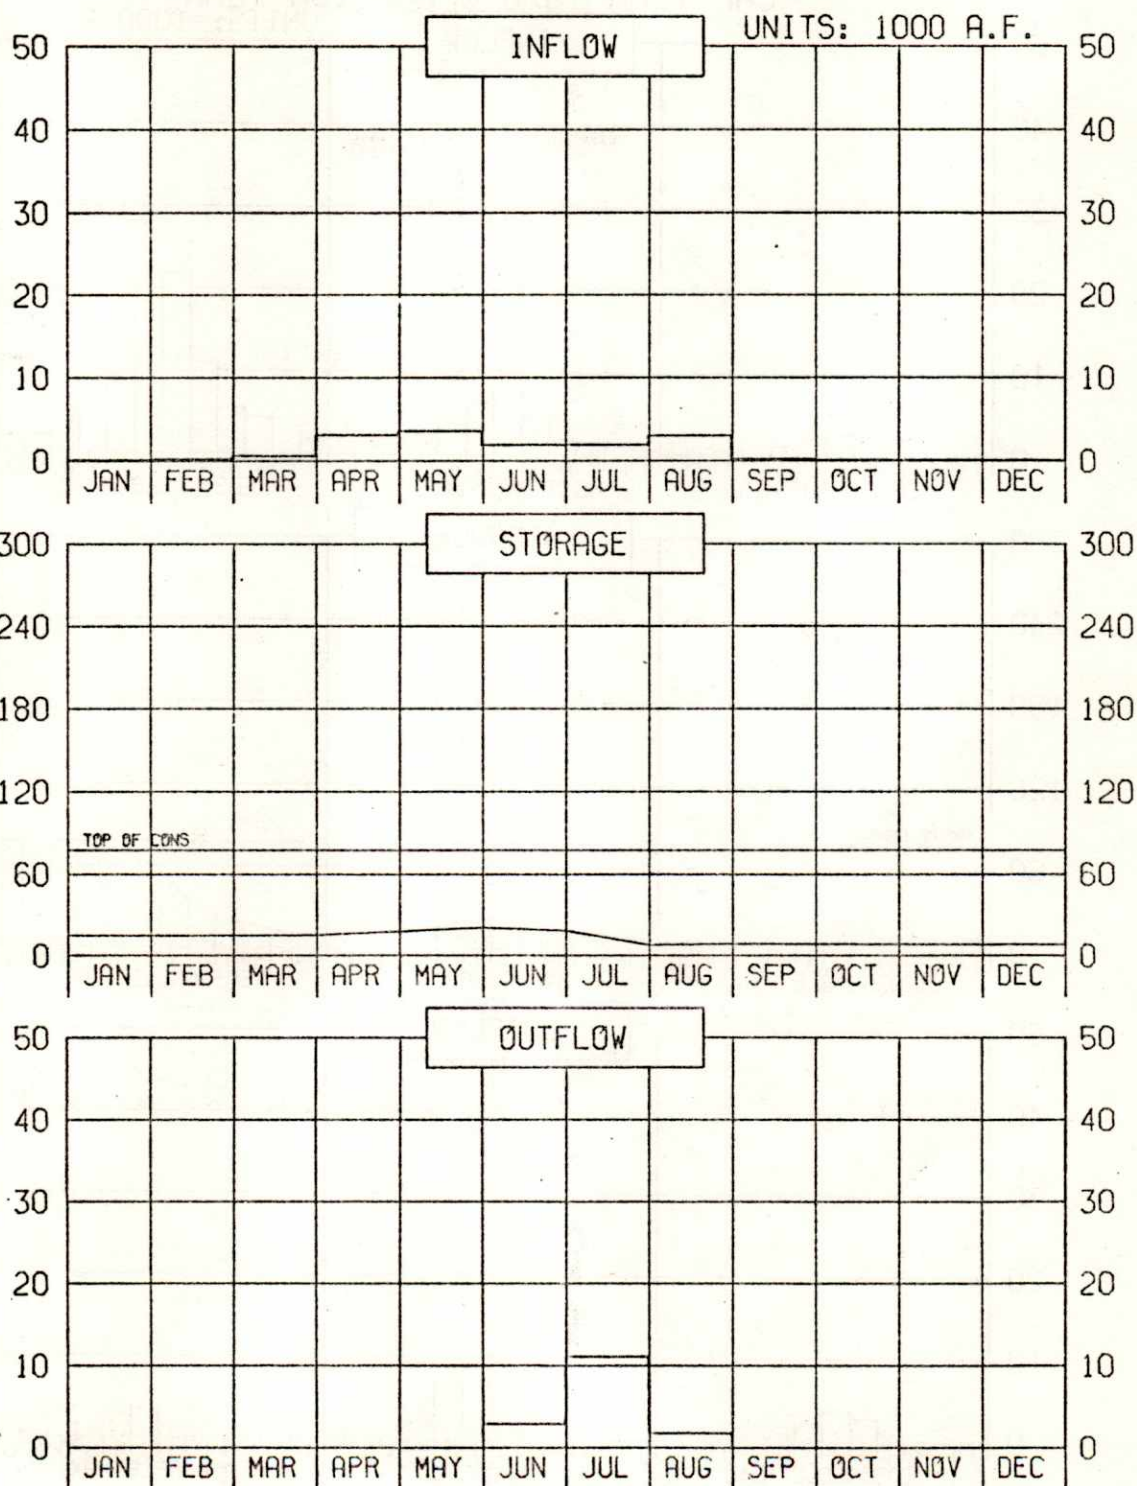 INFLOW
UNITS: 1000 A.F.
50 50
40 40
30 30
20 20
10 10
0 0
JAN FEB MAR APR MAY JUN JUL AUG SEP OCT NOV DEC
STORAGE
300 300
240 240
180 180
120 120
TOP OF CONS
60 60
0 0
JAN FEB MAR APR MAY JUN JUL AUG SEP OCT NOV DEC
OUTFLOW
50 50
40 40
30 30
20 20
10 10
0 0
JAN FEB MAR APR MAY JUN JUL AUG SEP OCT NOV DEC